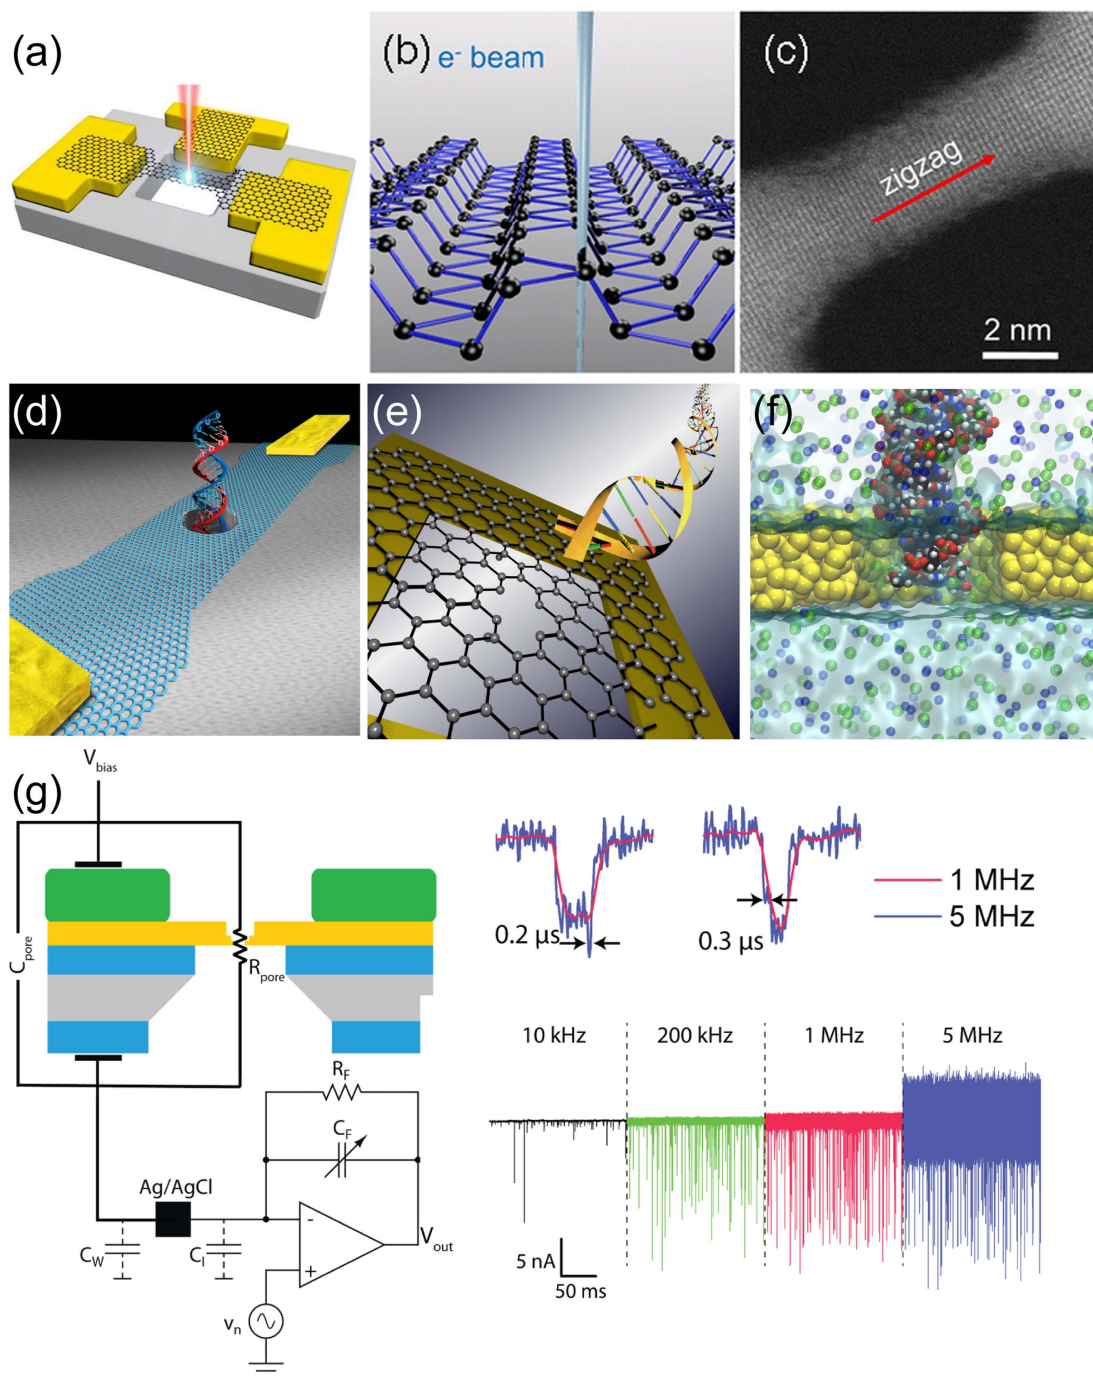 (a)
(b) e⁻ beam
(c)
zigzag
2 nm
(d)
(e)
(f)
(g)
V_bias
C_pore
R_pore
R_F
C_F
Ag/AgCl
C_W
C_I
-
+
V_out
v_n
0.2 μs
0.3 μs
1 MHz
5 MHz
10 kHz
200 kHz
1 MHz
5 MHz
5 nA
50 ms